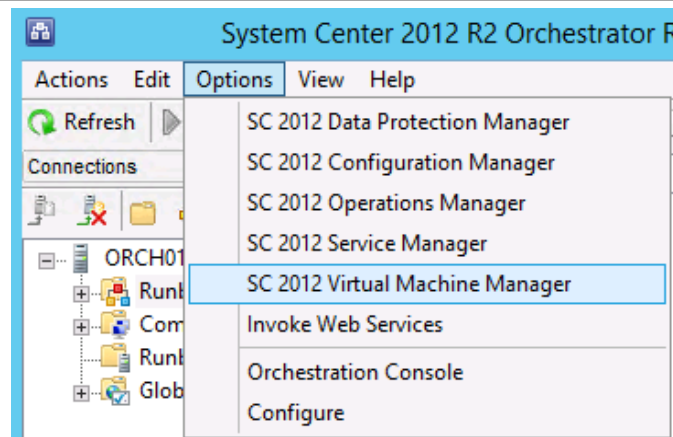 System Center 2012 R2 Orchestrator
Actions Edit Options View Help
Refresh
SC 2012 Data Protection Manager
Connections
SC 2012 Configuration Manager
SC 2012 Operations Manager
ORCH01
SC 2012 Service Manager
SC 2012 Virtual Machine Manager
Invoke Web Services
Orchestration Console
Configure